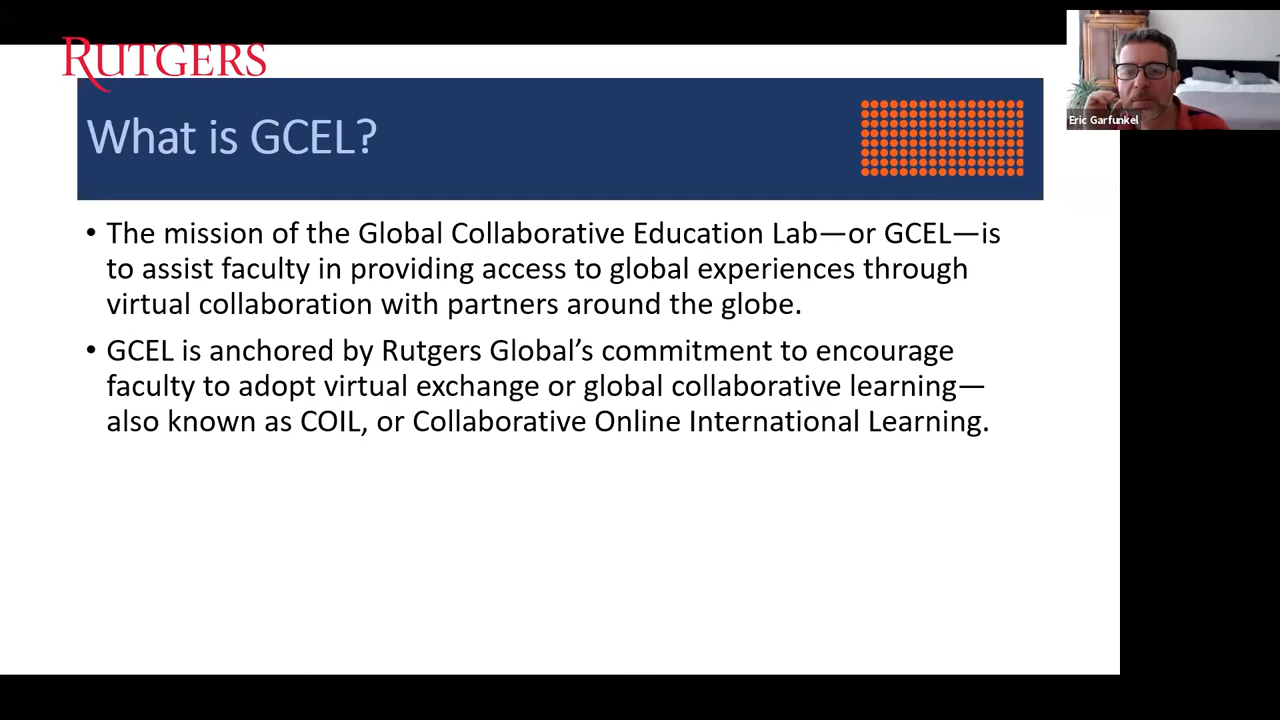 RUTGERS
What is GCEL?
Eric Garfunkel
• The mission of the Global Collaborative Education Lab—or GCEL—is
to assist faculty in providing access to global experiences through
virtual collaboration with partners around the globe.
• GCEL is anchored by Rutgers Global’s commitment to encourage
faculty to adopt virtual exchange or global collaborative learning—
also known as COIL, or Collaborative Online International Learning.